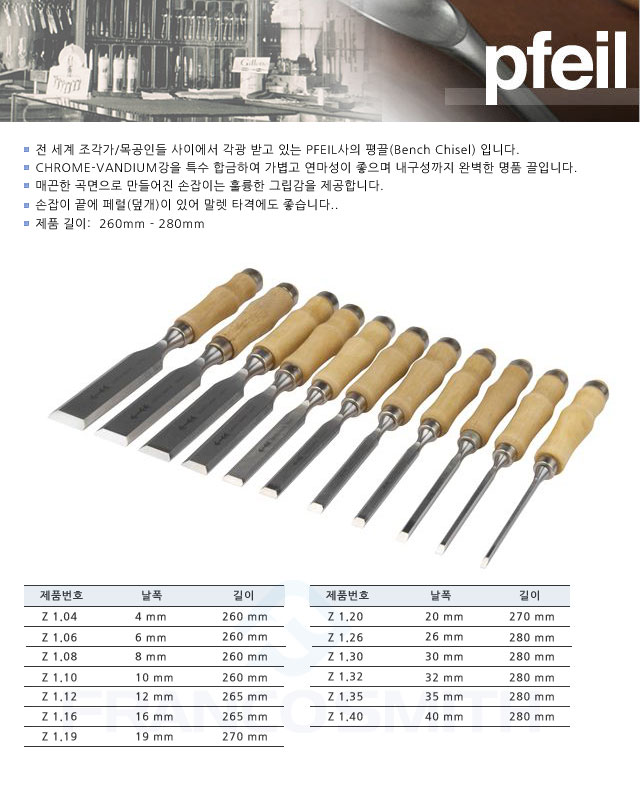 pfeil
전 세계 조각가/목공인들 사이에서 각광 받고 있는 PFEIL사의 평끌(Bench Chisel) 입니다.
CHROME-VANDIUM강을 특수 합금하여 가볍고 연마성이 좋으며 내구성까지 완벽한 명품 끌입니다.
매끈한 곡면으로 만들어진 손잡이는 훌륭한 그립감을 제공합니다.
손잡이 끝에 페럴(덮개)이 있어 말렛 타격에도 좋습니다..
제품 길이: 260mm - 280mm
제품번호 날폭 길이
Z 1.04 4 mm 260 mm
Z 1.06 6 mm 260 mm
Z 1.08 8 mm 260 mm
Z 1.10 10 mm 260 mm
Z 1.12 12 mm 265 mm
Z 1.16 16 mm 265 mm
Z 1.19 19 mm 270 mm
제품번호 날폭 길이
Z 1.20 20 mm 270 mm
Z 1.26 26 mm 280 mm
Z 1.30 30 mm 280 mm
Z 1.32 32 mm 280 mm
Z 1.35 35 mm 280 mm
Z 1.40 40 mm 280 mm